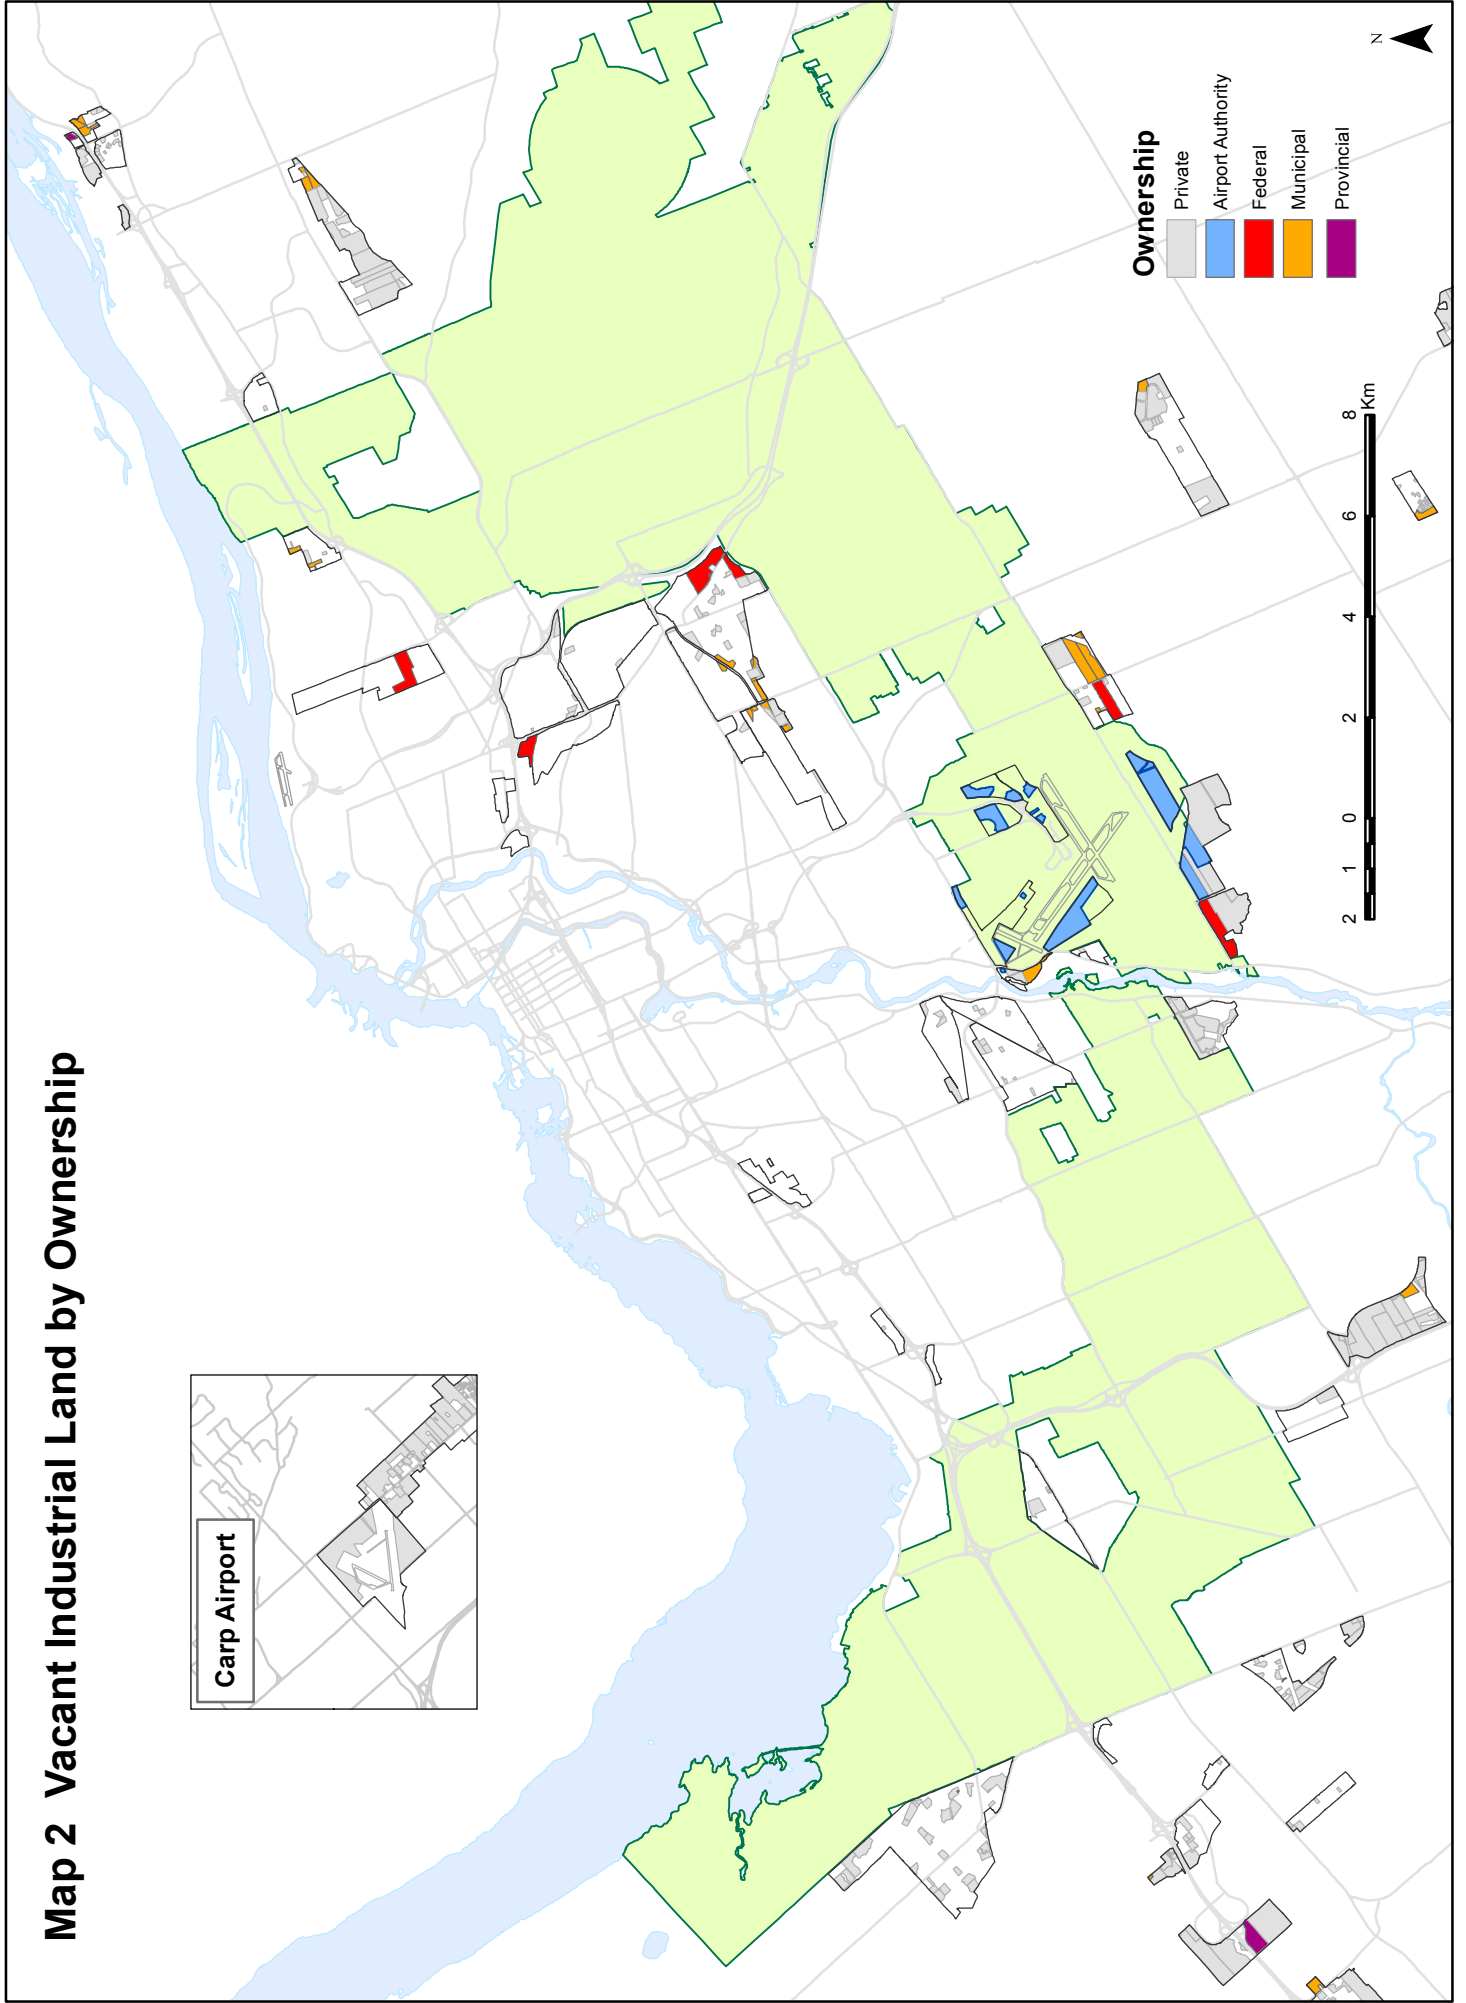 Map 2  Vacant Industrial Land by Ownership
Carp Airport
N
Ownership
Private
Airport Authority
Federal
Municipal
Provincial
2 1 0 2 4 6 8
Km